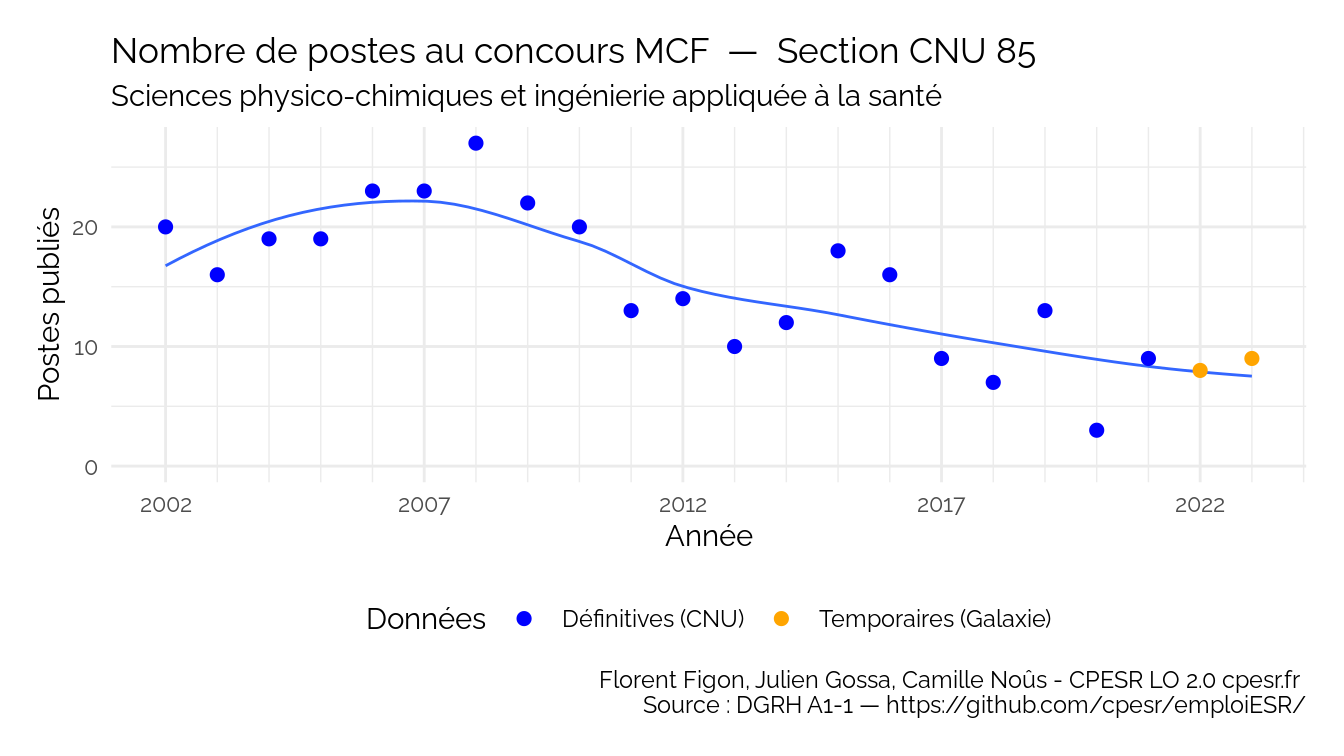 Nombre de postes au concours MCF — Section CNU 85
Sciences physico-chimiques et ingénierie appliquée à la santé
Postes publiés
20
10
0
2002 2007 2012 2017 2022
Année
Données Définitives (CNU) Temporaires (Galaxie)
Florent Figon, Julien Gossa, Camille Noûs - CPESR LO 2.0 cpesr.fr
Source : DGRH A1-1 — https://github.com/cpesr/emploiESR/